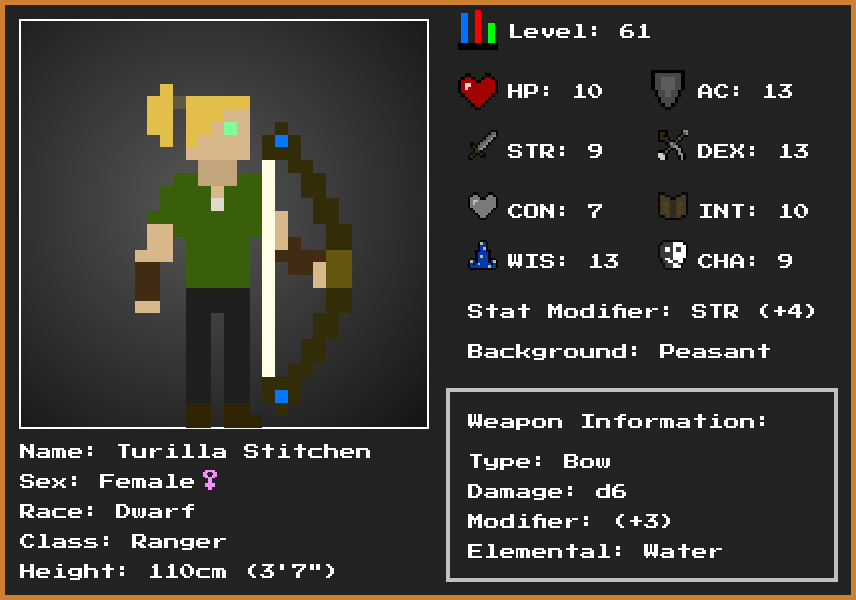 Level: 61
HP: 10
AC: 13
STR: 9
DEX: 13
CON: 7
INT: 10
WIS: 13
CHA: 9
Stat Modifier: STR (+4)
Background: Peasant
Weapon Information:
Type: Bow
Damage: d6
Modifier: (+3)
Elemental: Water
Name: Turilla Stitchen
Sex: Female♀
Race: Dwarf
Class: Ranger
Height: 110cm (3'7")